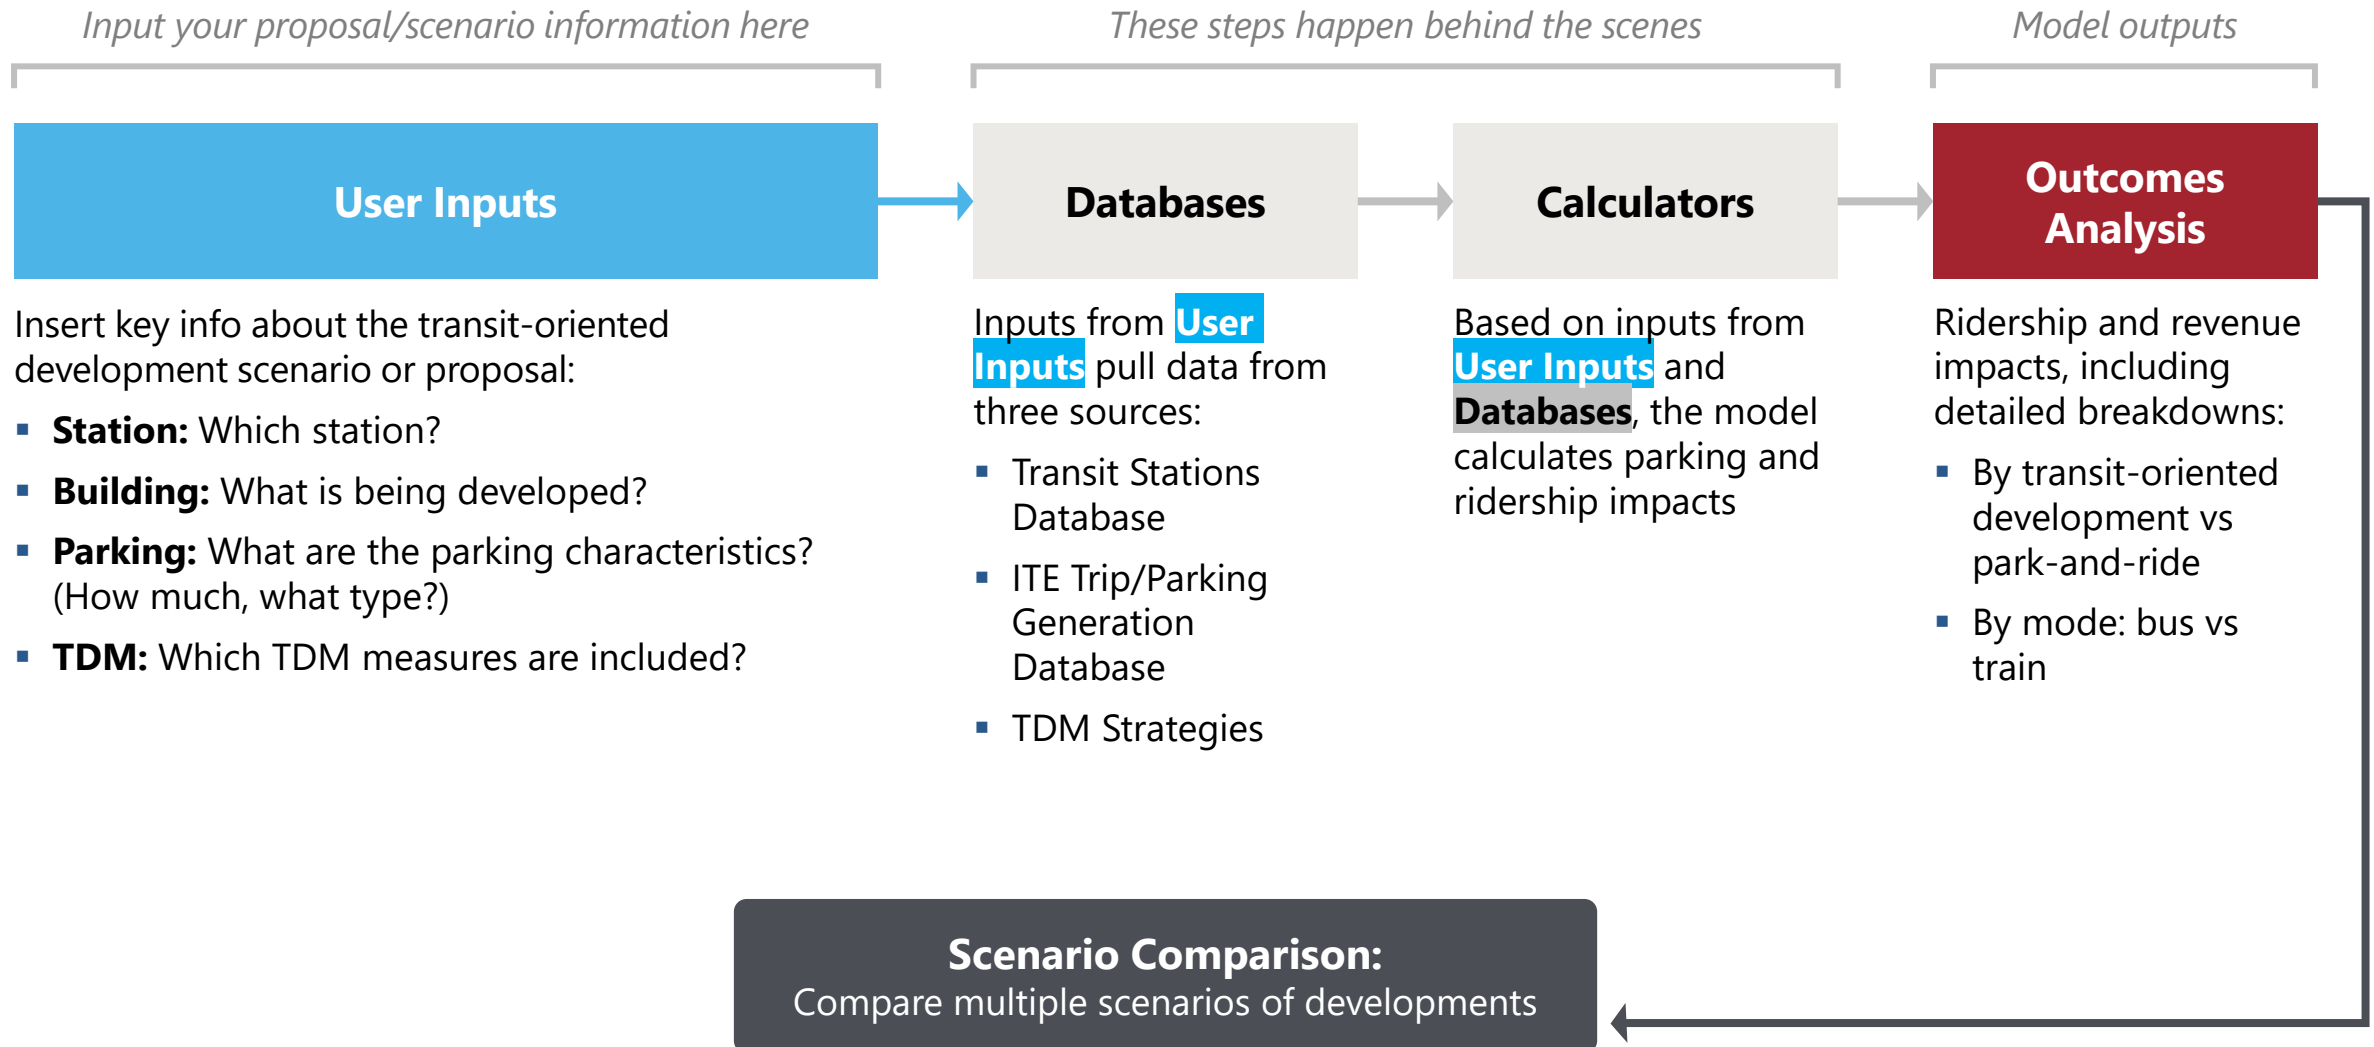 Input your proposal/scenario information here
These steps happen behind the scenes
Model outputs
User Inputs
Databases
Calculators
Outcomes
Analysis
Insert key info about the transit-oriented
development scenario or proposal:
▪ Station: Which station?
▪ Building: What is being developed?
▪ Parking: What are the parking characteristics?
(How much, what type?)
▪ TDM: Which TDM measures are included?
Inputs from User
Inputs pull data from
three sources:
▪ Transit Stations
Database
▪ ITE Trip/Parking
Generation
Database
▪ TDM Strategies
Based on inputs from
User Inputs and
Databases, the model
calculates parking and
ridership impacts
Ridership and revenue
impacts, including
detailed breakdowns:
▪ By transit-oriented
development vs
park-and-ride
▪ By mode: bus vs
train
Scenario Comparison:
Compare multiple scenarios of developments